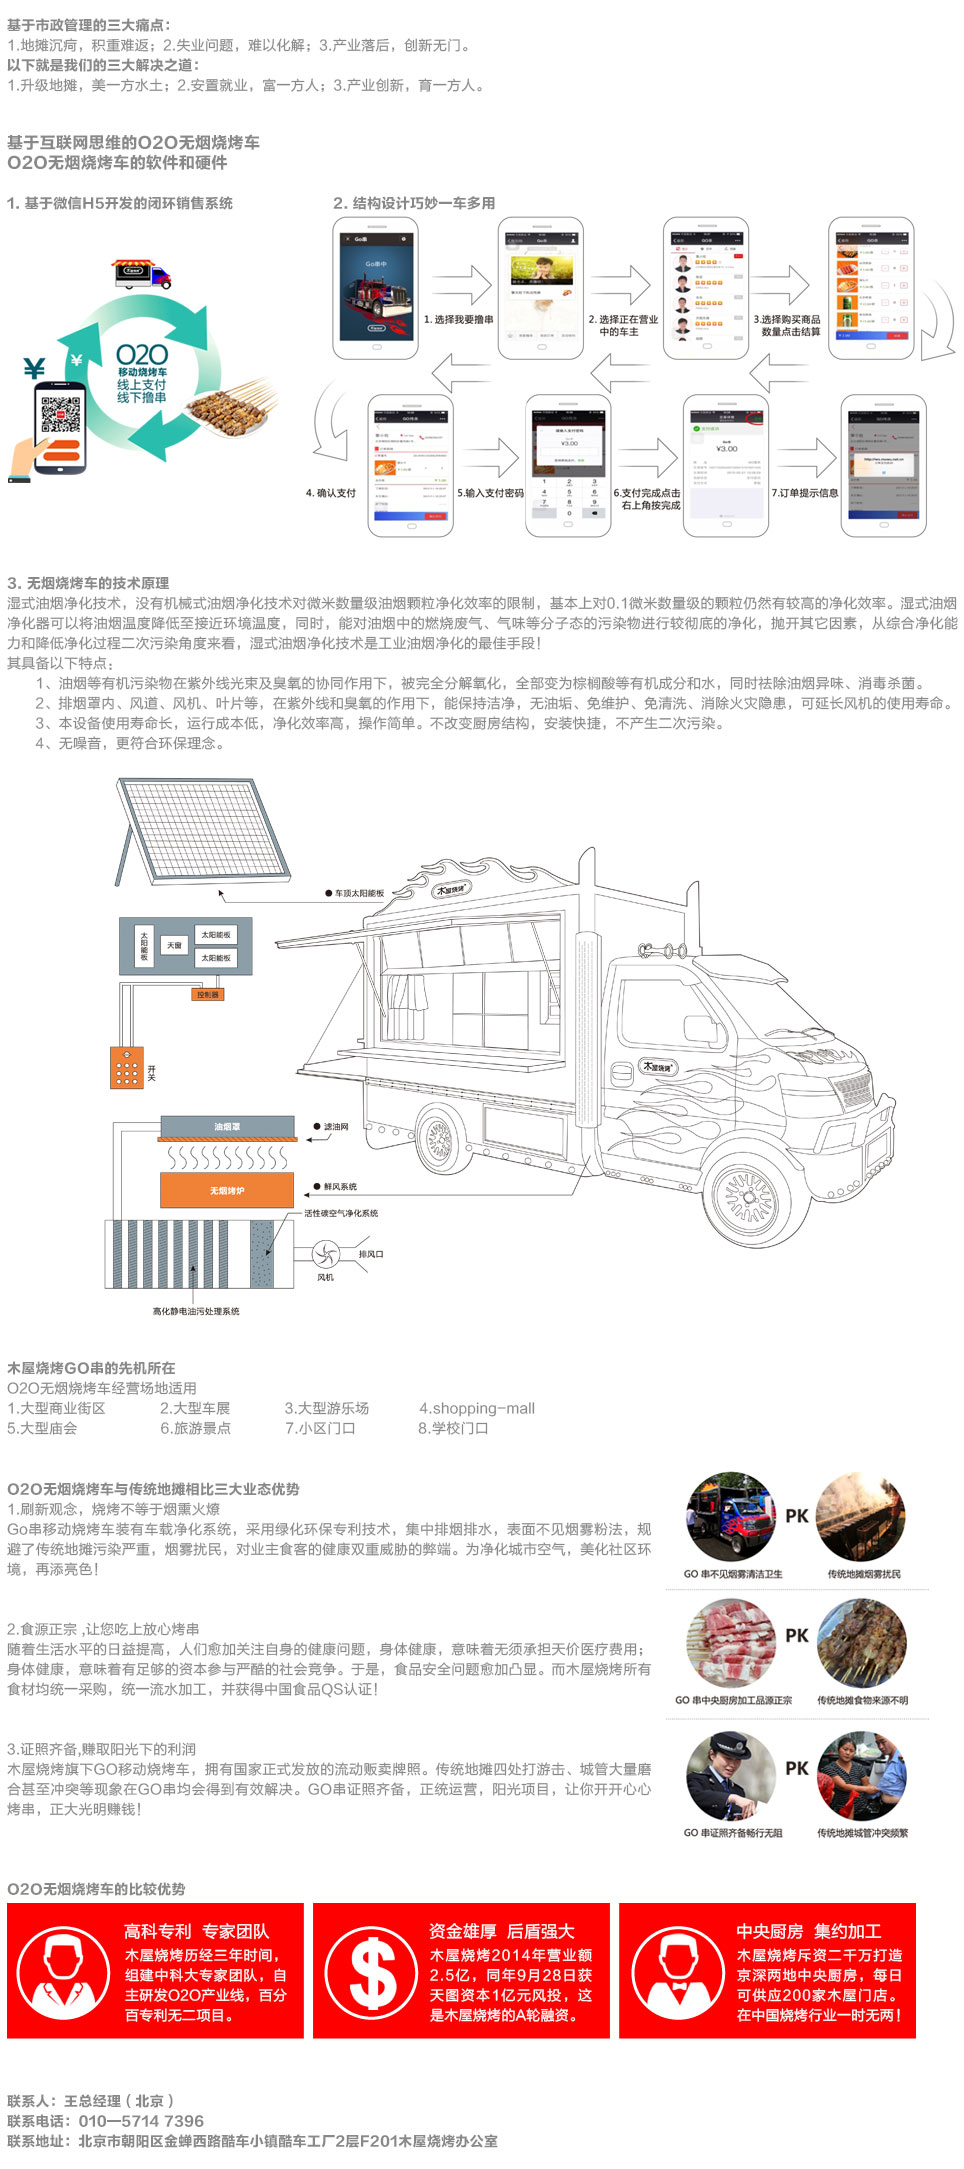 基于市政管理的三大痛点：
1.地摊沉疴，积重难返；2.失业问题，难以化解；3.产业落后，创新无门。
以下就是我们的三大解决之道：
1.升级地摊，美一方水土；2.安置就业，富一方人；3.产业创新，育一方人。
基于互联网思维的O2O无烟烧烤车
O2O无烟烧烤车的软件和硬件
1. 基于微信H5开发的闭环销售系统
2. 结构设计巧妙一车多用
O2O
移动烧烤车
线上支付
线下撸串
Go串
Go串中
1. 选择我要撸串
2. 选择正在营业
中的车主
3.选择购买商品
数量点击结算
4. 确认支付
5.输入支付密码
6.支付完成点击
右上角按完成
7.订单提示信息
¥3.00
¥3.00
3. 无烟烧烤车的技术原理
湿式油烟净化技术，没有机械式油烟净化技术对微米数量级油烟颗粒净化效率的限制，基本上对0.1微米数量级的颗粒仍然有较高的净化效率。湿式油烟
净化器可以将油烟温度降低至接近环境温度，同时，能对油烟中的燃烧废气、气味等分子态的污染物进行较彻底的净化，抛开其它因素，从综合净化能
力和降低净化过程二次污染角度来看，湿式油烟净化技术是工业油烟净化的最佳手段！
其具备以下特点：
1、油烟等有机污染物在紫外线光束及臭氧的协同作用下，被完全分解氧化，全部变为棕榈酸等有机成分和水，同时祛除油烟异味、消毒杀菌。
2、排烟罩内、风道、风机、叶片等，在紫外线和臭氧的作用下，能保持洁净，无油垢、免维护、免清洗、消除火灾隐患，可延长风机的使用寿命。
3、本设备使用寿命长，运行成本低，净化效率高，操作简单。不改变厨房结构，安装快捷，不产生二次污染。
4、无噪音，更符合环保理念。
● 车顶太阳能板
木屋烧烤
太阳能板
天窗
太阳能板
太阳能板
控制器
开关
木屋烧烤
油烟罩
● 滤油网
无烟烤炉
● 鲜风系统
活性碳空气净化系统
排风口
风机
高化静电油污处理系统
木屋烧烤GO串的先机所在
O2O无烟烧烤车经营场地适用
1.大型商业街区 2.大型车展 3.大型游乐场 4.shopping-mall
5.大型庙会 6.旅游景点 7.小区门口 8.学校门口
O2O无烟烧烤车与传统地摊相比三大业态优势
1.刷新观念，烧烤不等于烟熏火燎
Go串移动烧烤车装有车载净化系统，采用绿化环保专利技术，集中排烟排水，表面不见烟雾粉法，规
避了传统地摊污染严重，烟雾扰民，对业主食客的健康双重威胁的弊端。为净化城市空气，美化社区环
境，再添亮色！
PK
GO 串不见烟雾清洁卫生
传统地摊烟雾扰民
2.食源正宗 ,让您吃上放心烤串
随着生活水平的日益提高，人们愈加关注自身的健康问题，身体健康，意味着无须承担天价医疗费用；
身体健康，意味着有足够的资本参与严酷的社会竞争。于是，食品安全问题愈加凸显。而木屋烧烤所有
食材均统一采购，统一流水加工，并获得中国食品QS认证！
PK
GO 串中央厨房加工品源正宗
传统地摊食物来源不明
3.证照齐备,赚取阳光下的利润
木屋烧烤旗下GO移动烧烤车，拥有国家正式发放的流动贩卖牌照。传统地摊四处打游击、城管大量磨
合甚至冲突等现象在GO串均会得到有效解决。GO串证照齐备，正统运营，阳光项目，让你开开心心
烤串，正大光明赚钱！
PK
GO 串证照齐备畅行无阻
传统地摊城管冲突频繁
O2O无烟烧烤车的比较优势
高科专利 专家团队
木屋烧烤历经三年时间，
组建中科大专家团队，自
主研发O2O产业线，百分
百专利无二项目。
资金雄厚 后盾强大
木屋烧烤2014年营业额
2.5亿，同年9月28日获
天图资本1亿元风投，这
是木屋烧烤的A轮融资。
中央厨房 集约加工
木屋烧烤斥资二千万打造
京深两地中央厨房，每日
可供应200家木屋门店。
在中国烧烤行业一时无两！
联系人：王总经理（北京）
联系电话：010—5714 7396
联系地址：北京市朝阳区金蝉西路酷车小镇酷车工厂2层F201木屋烧烤办公室